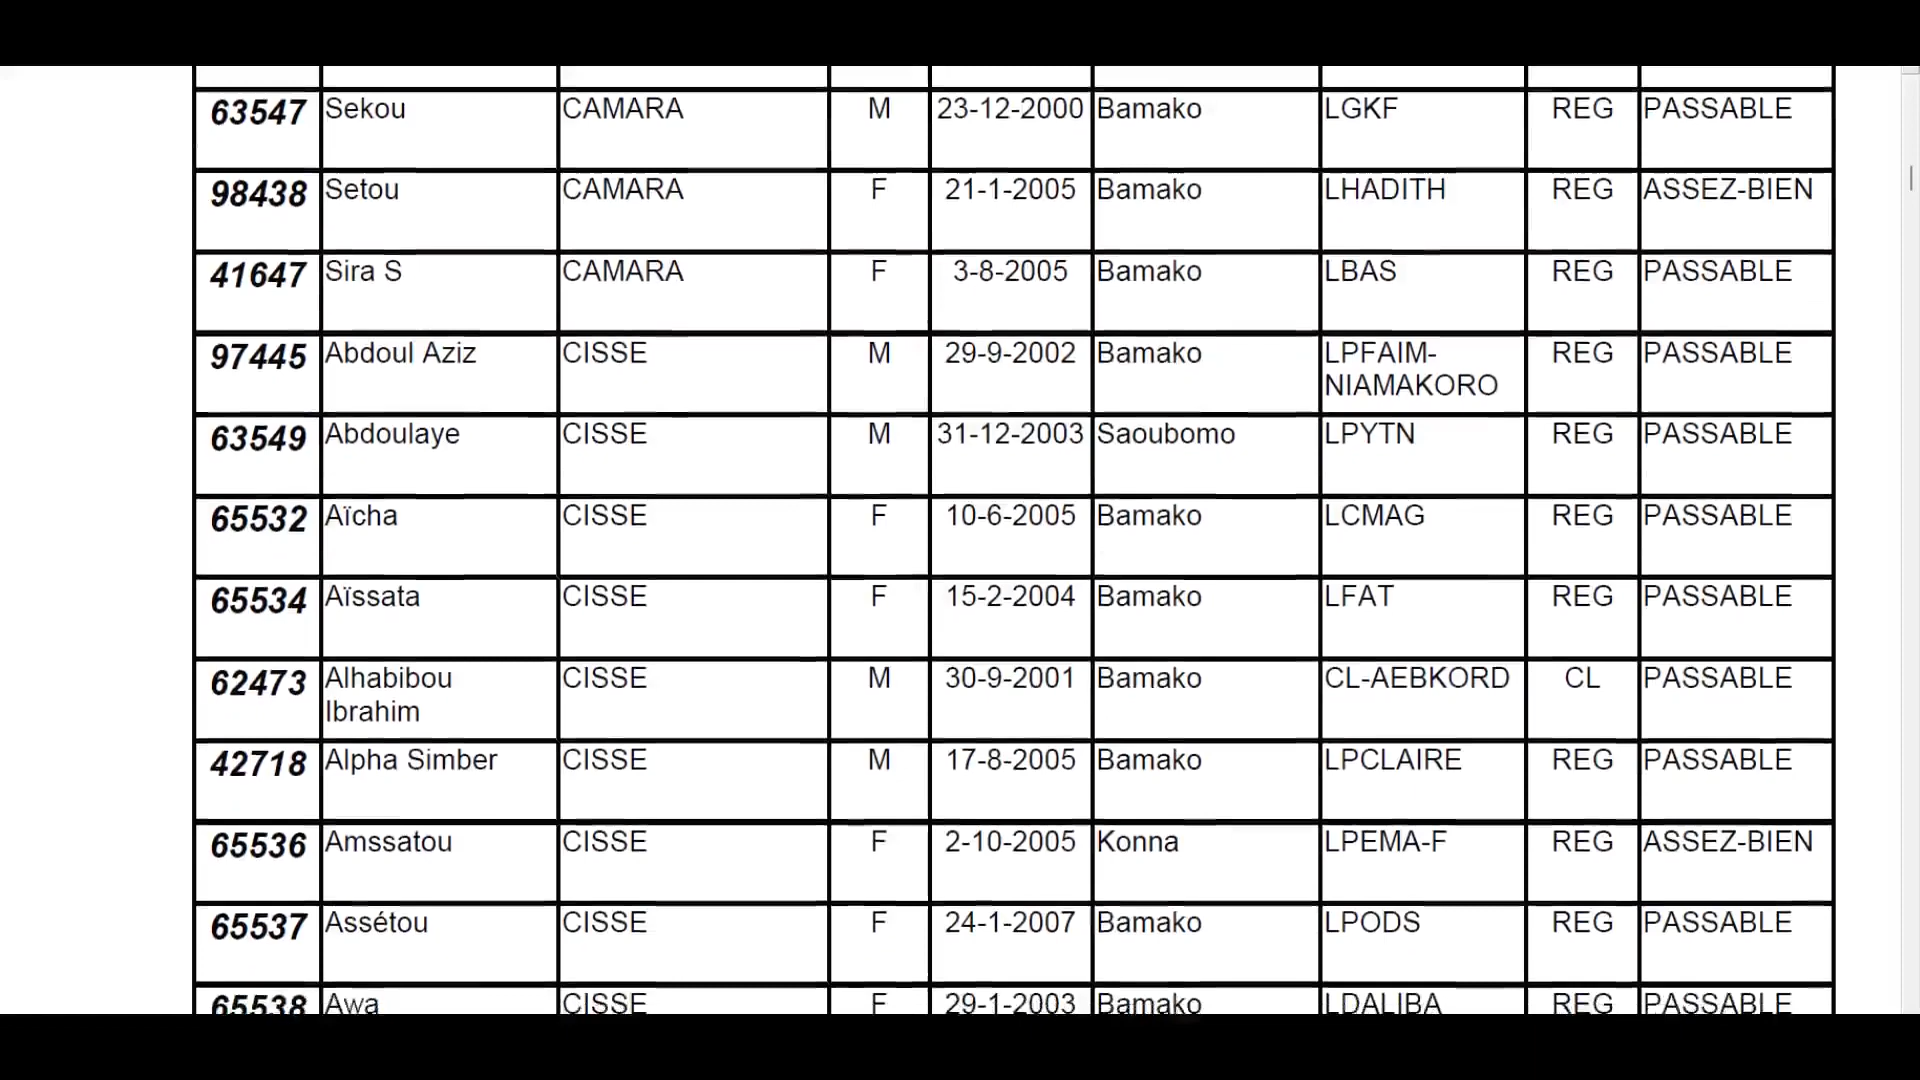 63547 Sekou CAMARA M 23-12-2000 Bamako LGKF REG PASSABLE
98438 Setou CAMARA F 21-1-2005 Bamako LHADITH REG ASSEZ-BIEN
41647 Sira S CAMARA F 3-8-2005 Bamako LBAS REG PASSABLE
97445 Abdoul Aziz CISSE M 29-9-2002 Bamako LPFAIM- REG PASSABLE
NIAMAKORO
63549 Abdoulaye CISSE M 31-12-2003 Saoubomo LPYTN REG PASSABLE
65532 Aïcha CISSE F 10-6-2005 Bamako LCMAG REG PASSABLE
65534 Aïssata CISSE F 15-2-2004 Bamako LFAT REG PASSABLE
62473 Alhabibou CISSE M 30-9-2001 Bamako CL-AEBKORD CL PASSABLE
Ibrahim
42718 Alpha Simber CISSE M 17-8-2005 Bamako LPCLAIRE REG PASSABLE
65536 Amssatou CISSE F 2-10-2005 Konna LPEMA-F REG ASSEZ-BIEN
65537 Assétou CISSE F 24-1-2007 Bamako LPODS REG PASSABLE
65538 Awa CISSE F 29-1-2003 Bamako LDALIBA REG PASSABLE